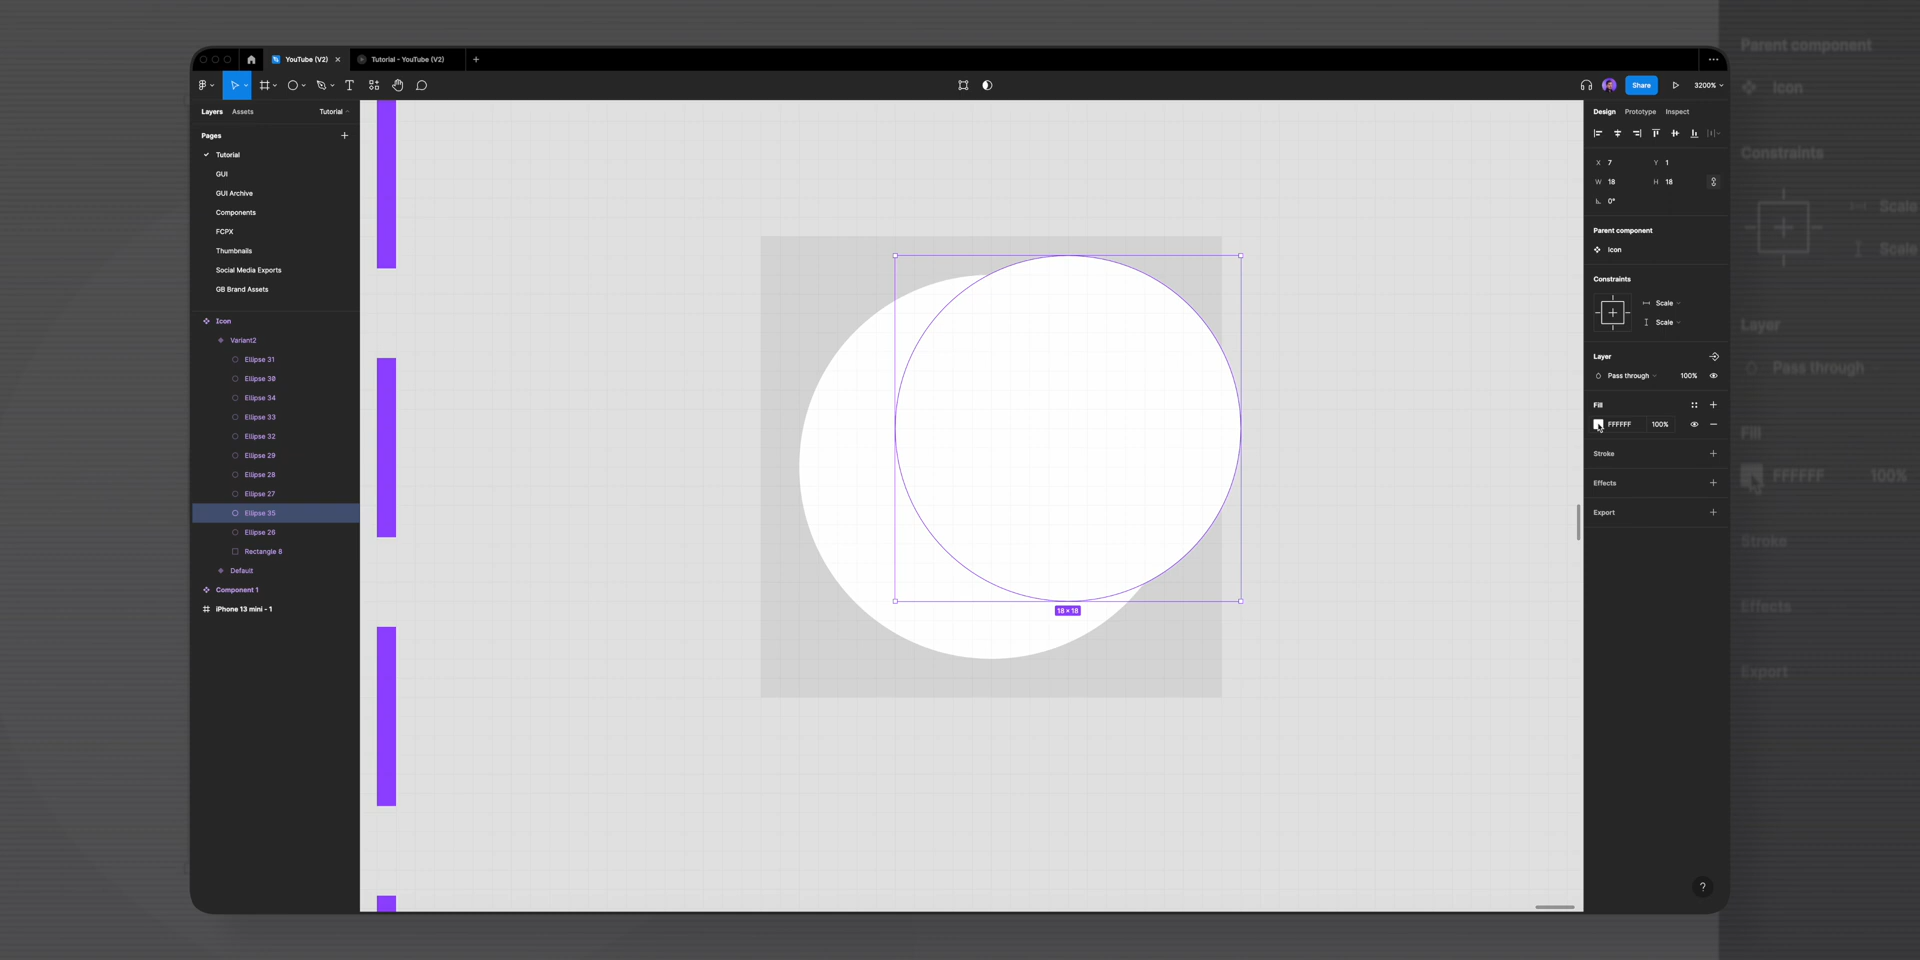 YouTube (V2)
Tutorial - YouTube (V2)
Share
3200%
Layers Assets Tutorial
Pages
Tutorial
GUI
GUI Archive
Components
FCPX
Thumbnails
Social Media Exports
GB Brand Assets
Icon
Variant2
Ellipse 31
Ellipse 30
Ellipse 34
Ellipse 33
Ellipse 32
Ellipse 29
Ellipse 28
Ellipse 27
Ellipse 35
Ellipse 26
Rectangle 8
Default
Component 1
iPhone 13 mini - 1
18 × 18
Design Prototype Inspect
X 7 Y 1
W 18 H 18
0°
Parent component
Icon
Constraints
Scale
Scale
Layer
Pass through 100%
Fill
FFFFFF 100%
Stroke
Effects
Export
?
Parent component
Icon
Constraints
Scale
Scale
Layer
Pass through
Fill
FFFFFF 100%
Stroke
Effects
Export